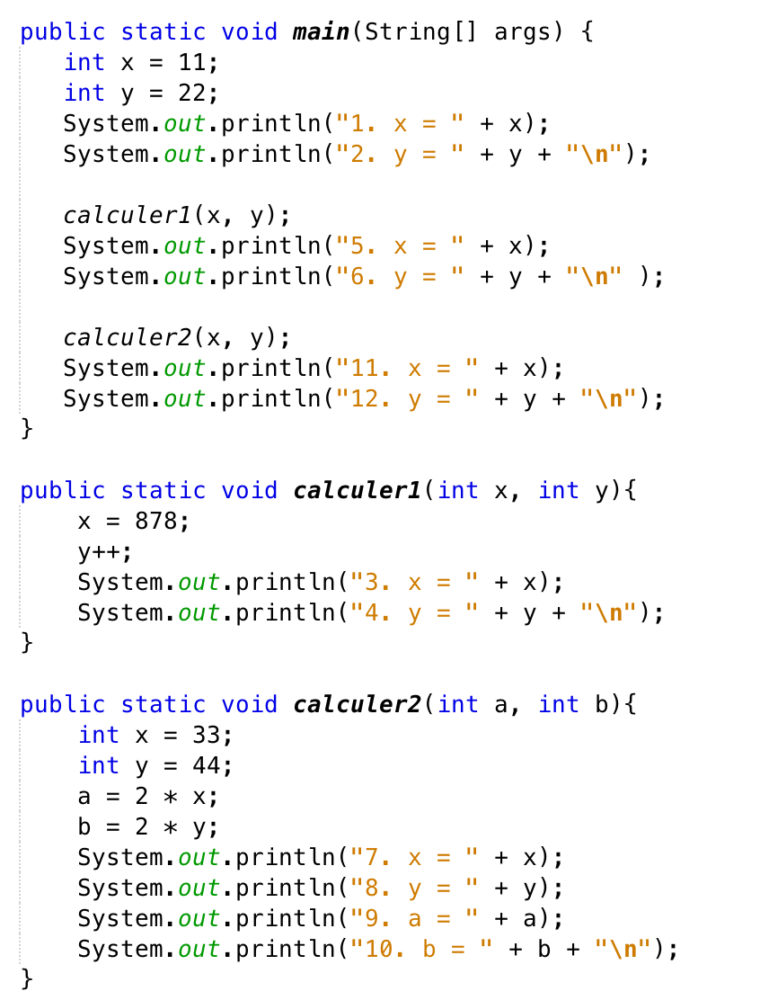 public static void main(String[] args) {
int x = 11;
int y = 22;
System.out.println("1. x = " + x);
System.out.println("2. y = " + y + "\n");
calculer1(x, y);
System.out.println("5. x = " + x);
System.out.println("6. y = " + y + "\n" );
calculer2(x, y);
System.out.println("11. x = " + x);
System.out.println("12. y = " + y + "\n");
}
public static void calculer1(int x, int y){
x = 878;
y++;
System.out.println("3. x = " + x);
System.out.println("4. y = " + y + "\n");
}
public static void calculer2(int a, int b){
int x = 33;
int y = 44;
a = 2 * x;
b = 2 * y;
System.out.println("7. x = " + x);
System.out.println("8. y = " + y);
System.out.println("9. a = " + a);
System.out.println("10. b = " + b + "\n");
}